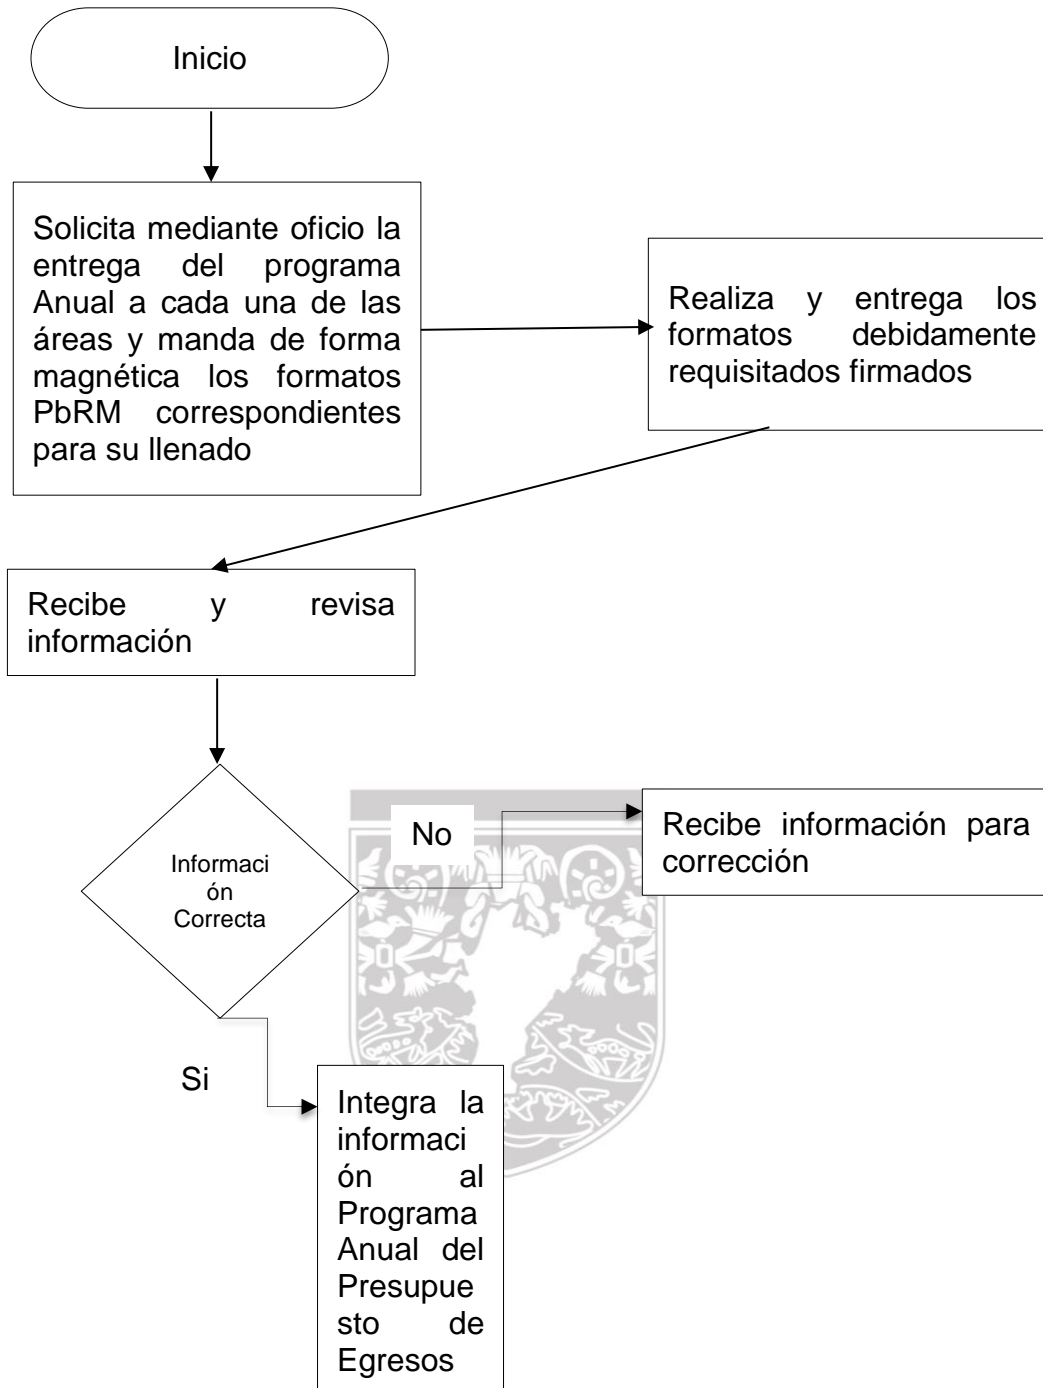 Inicio
Solicita mediante oficio la
entrega del programa
Anual a cada una de las
áreas y manda de forma
magnética los formatos
PbRM correspondientes
para su llenado
Realiza y entrega los
formatos debidamente
requisitados firmados
Recibe y revisa
información
Informaci
ón
Correcta
No
Recibe información para
corrección
Si
Integra la
informaci
ón al
Programa
Anual del
Presupue
sto de
Egresos